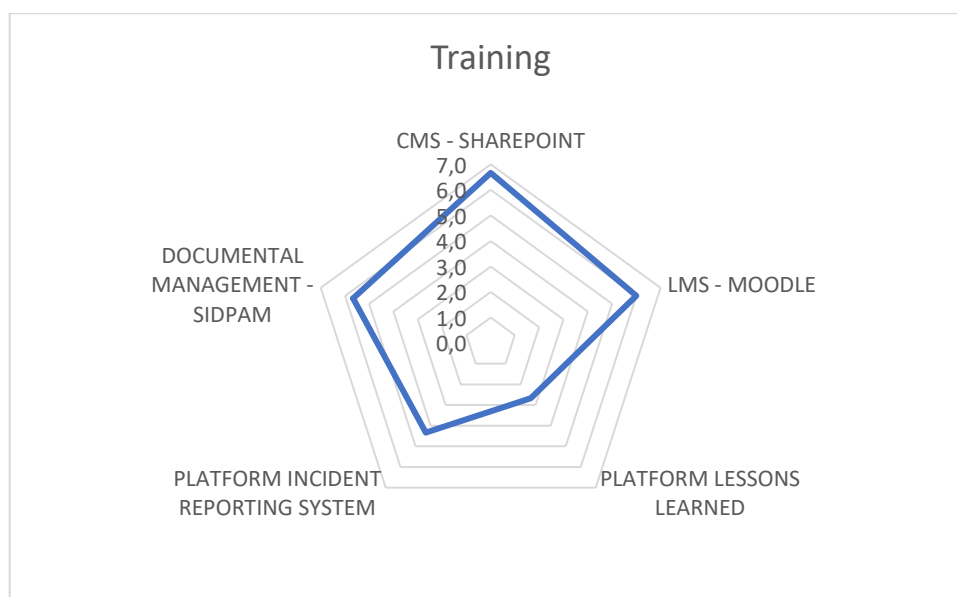 Training
CMS - SHAREPOINT
7,0
6,0
5,0
4,0
3,0
2,0
1,0
0,0
DOCUMENTAL
MANAGEMENT -
SIDPAM
LMS - MOODLE
PLATFORM INCIDENT
REPORTING SYSTEM
PLATFORM LESSONS
LEARNED